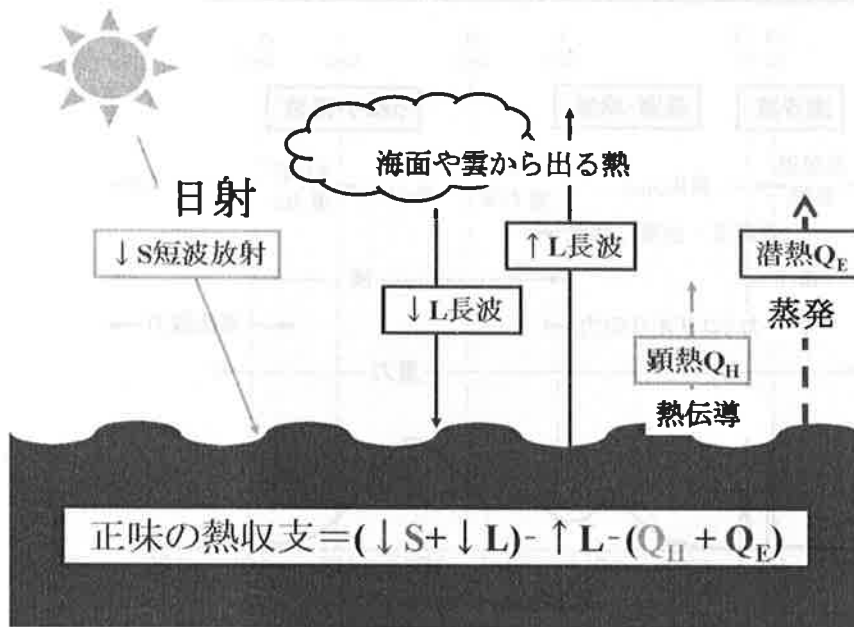 海面や雲から出る熱
日射
↓S短波放射
↑L長波
潜熱QE
↓L長波
蒸発
顕熱QH
熱伝導
正味の熱収支=(↓S+↓L)-↑L-(QH+QE)